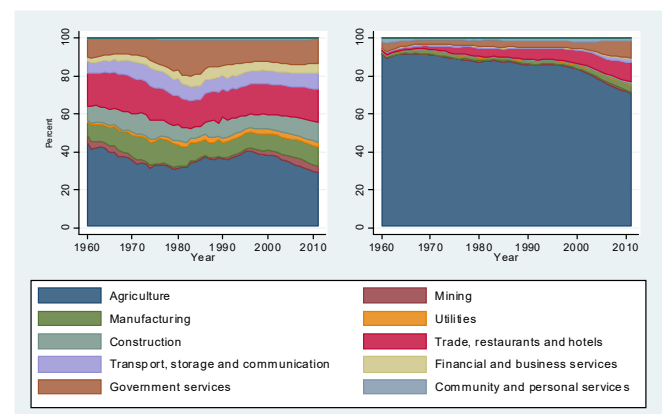 100
80
60
40
20
0
Percent
1960 1970 1980 1990 2000 2010
Year
100
80
60
40
20
0
1960 1970 1980 1990 2000 2010
Year
Agriculture Mining
Manufacturing Utilities
Construction Trade, restaurants and hotels
Transport, storage and communication Financial and business services
Government services Community and personal services